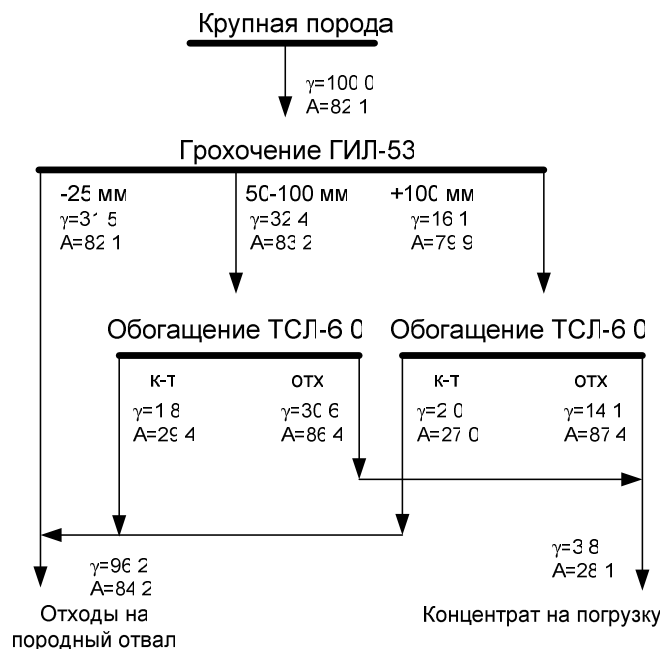 Крупная порода
γ=100 0
A=82 1
Грохочение ГИЛ-53
-25 мм
γ=31 5
A=82 1
50-100 мм
γ=32 4
A=83 2
+100 мм
γ=16 1
A=79 9
Обогащение ТСЛ-6 0
Обогащение ТСЛ-6 0
к-т
γ=1 8
A=29 4
отх
γ=30 6
A=86 4
к-т
γ=2 0
A=27 0
отх
γ=14 1
A=87 4
γ=96 2
A=84 2
γ=3 8
A=28 1
Отходы на
породный отвал
Концентрат на погрузку